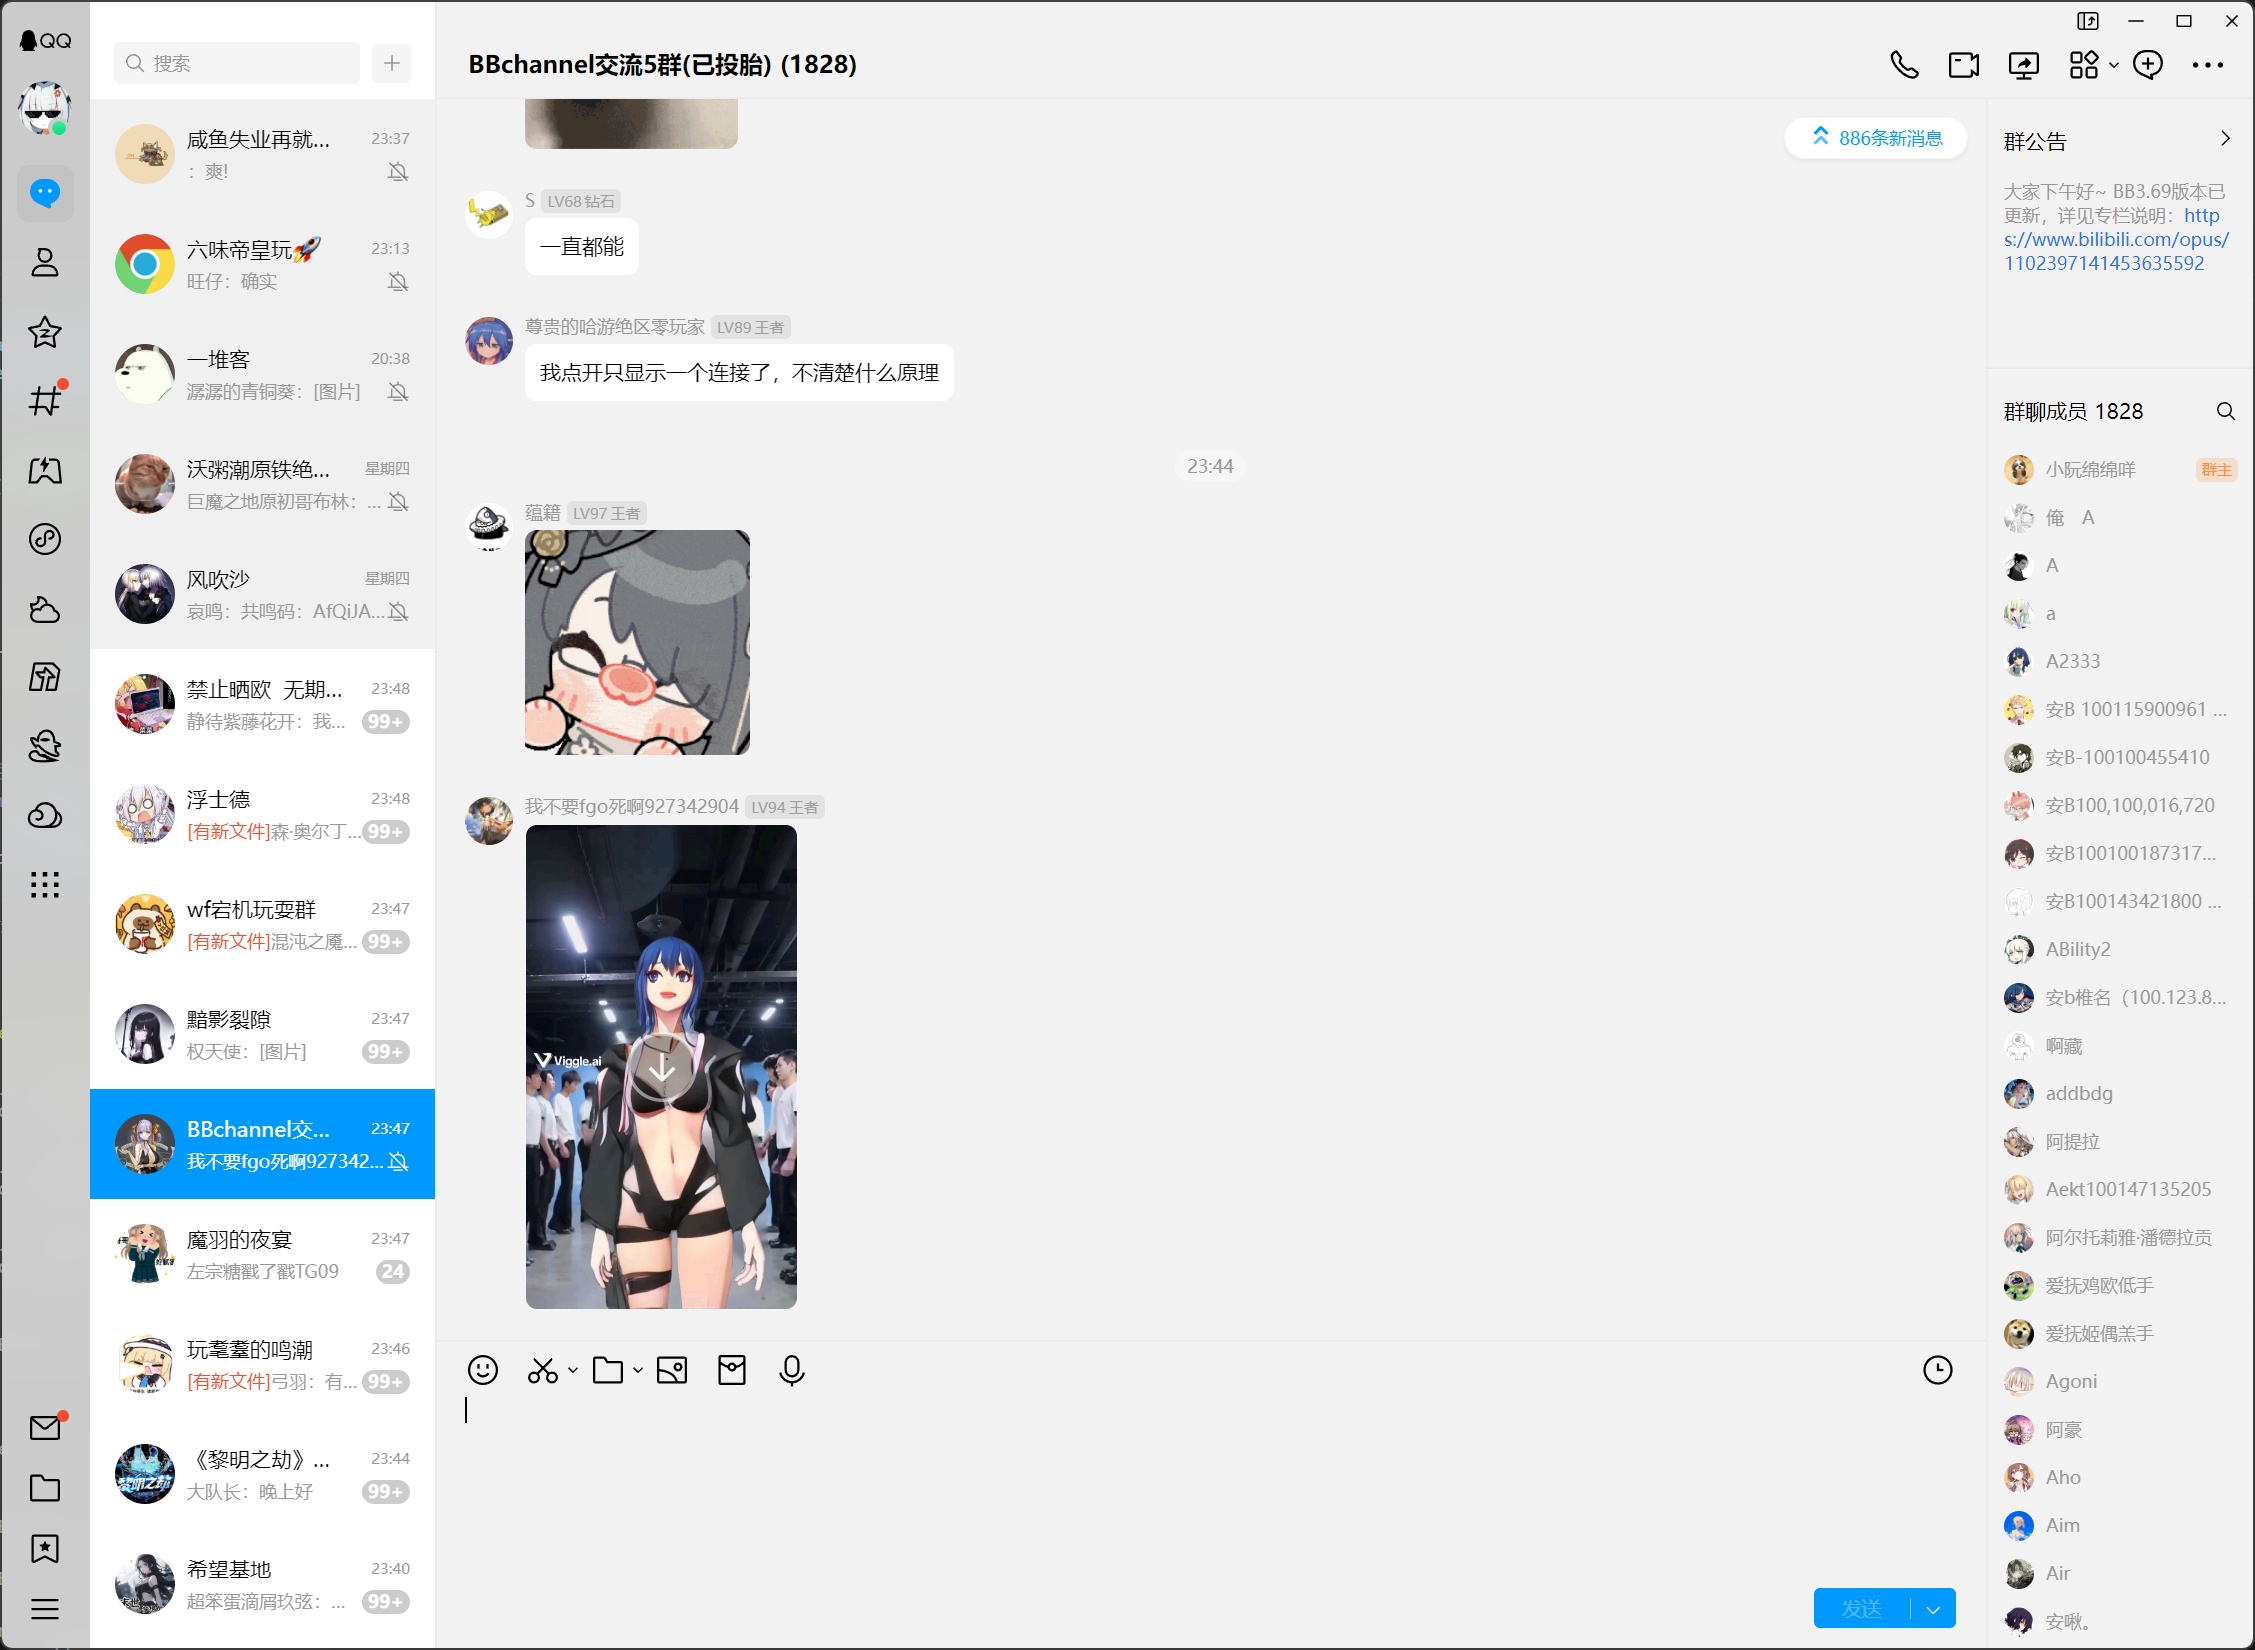 QQ
搜索
咸鱼失业再就...
23:37
：爽!
六味帝皇玩🚀
23:13
旺仔：确实
一堆客
20:38
潺潺的青铜葵：[图片]
沃粥潮原铁绝...
星期四
巨魔之地原初哥布林：...
风吹沙
星期四
哀鸣：共鸣码：AfQiJA...
禁止晒欧 无期...
23:48
静待紫藤花开：我...
99+
浮士德
23:48
[有新文件]森·奥尔丁...
99+
wf宕机玩耍群
23:47
[有新文件]混沌之魔...
99+
黯影裂隙
23:47
权天使：[图片]
99+
BBchannel交...
23:47
我不要fgo死啊927342...
魔羽的夜宴
23:47
左宗糖戳了戳TG09
24
玩耄耋的鸣潮
23:46
[有新文件]弓羽：有...
99+
《黎明之劫》...
23:44
大队长：晚上好
99+
希望基地
23:40
超笨蛋滴屑玖弦：...
99+
BBchannel交流5群(已投胎) (1828)
886条新消息
S LV68 钻石
一直都能
尊贵的哈游绝区零玩家 LV89 王者
我点开只显示一个连接了，不清楚什么原理
23:44
蕴籍 LV97 王者
我不要fgo死啊927342904 LV94 王者
Viggle.ai
发送
群公告
大家下午好~ BB3.69版本已
更新，详见专栏说明：http
s://www.bilibili.com/opus/
1102397141453635592
群聊成员 1828
小阮绵绵咩
群主
俺 A
A
a
A2333
安B 100115900961 ...
安B-100100455410
安B100,100,016,720
安B100100187317...
安B100143421800 ...
ABility2
安b椎名（100.123.8...
啊藏
addbdg
阿提拉
Aekt100147135205
阿尔托莉雅·潘德拉贡
爱抚鸡欧低手
爱抚姬偶羔手
Agoni
阿豪
Aho
Aim
Air
安啾。